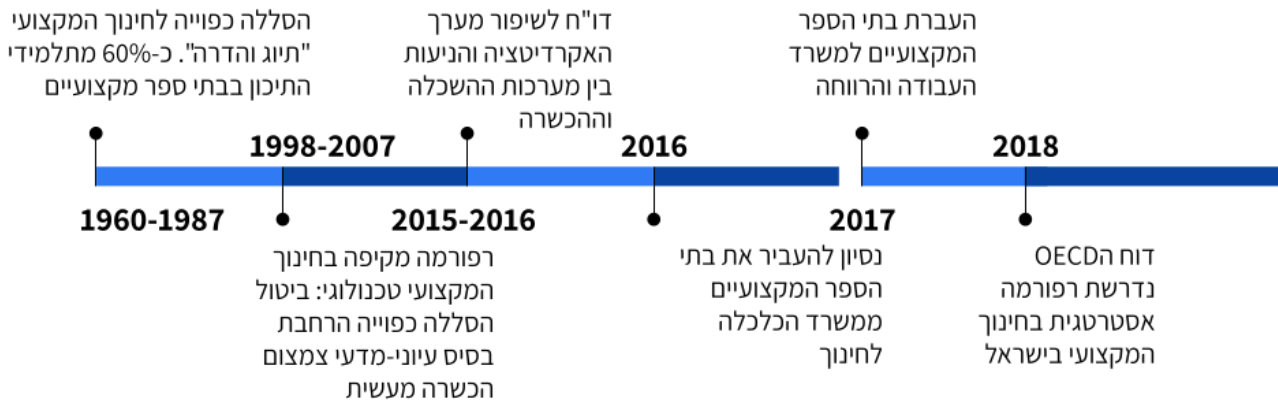 הסללה כפוייה לחינוך המקצועי
"תיוג והדרה". כ-60% מתלמידי
התיכון בבתי ספר מקצועיים
1960-1987
1998-2007
רפורמה מקיפה בחינוך
המקצועי טכנולוגי: ביטול
הסללה כפוייה הרחבת
בסיס עיוני-מדעי צמצום
הכשרה מעשית
דו"ח לשיפור מערך
האקרדיטציה והניעות
בין מערכות ההשכלה
וההכשרה
2015-2016
2016
נסיון להעביר את בתי
הספר המקצועיים
ממשרד הכלכלה
לחינוך
העברת בתי הספר
המקצועיים למשרד
העבודה והרווחה
2017
2018
דוח הOECD
נדרשת רפורמה
אסטרטגית בחינוך
המקצועי בישראל